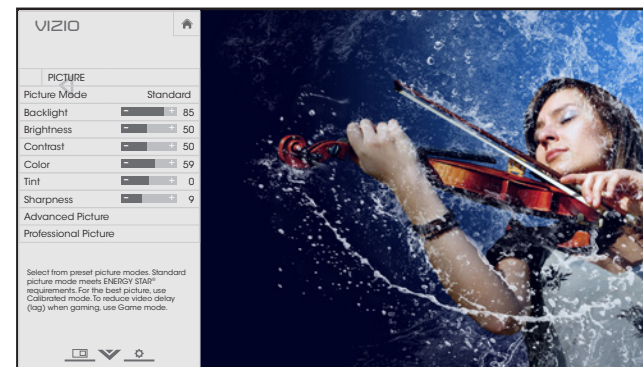 VIZIO
PICTURE
Picture Mode Standard
Backlight - + 85
Brightness - + 50
Contrast - + 50
Color - + 59
Tint - + 0
Sharpness - + 9
Advanced Picture
Professional Picture
Select from preset picture modes. Standard
picture mode meets ENERGY STAR®
requirements. For the best picture, use
Calibrated mode. To reduce video delay
(lag) when gaming, use Game mode.